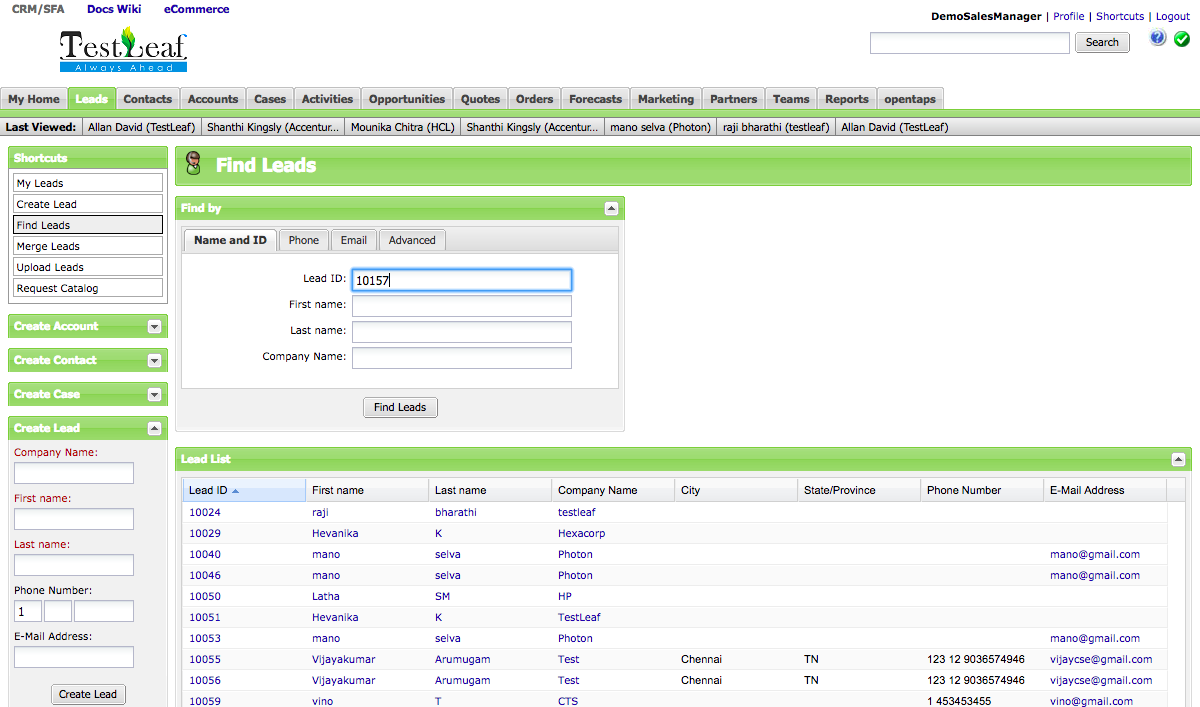 CRM/SFA Docs Wiki eCommerce
DemoSalesManager | Profile | Shortcuts | Logout
TestLeaf
Always Ahead
Search
?
My Home Leads Contacts Accounts Cases Activities Opportunities Quotes Orders Forecasts Marketing Partners Teams Reports opentaps
Last Viewed: Allan David (TestLeaf) Shanthi Kingsly (Accentur... Mounika Chitra (HCL) Shanthi Kingsly (Accentur... mano selva (Photon) raji bharathi (testleaf) Allan David (TestLeaf)
Shortcuts
My Leads
Create Lead
Find Leads
Merge Leads
Upload Leads
Request Catalog
Create Account
Create Contact
Create Case
Create Lead
Company Name:
First name:
Last name:
Phone Number:
1
E-Mail Address:
Create Lead
Find Leads
Find by
Name and ID Phone Email Advanced
Lead ID: 10157
First name:
Last name:
Company Name:
Find Leads
Lead List
Lead ID First name Last name Company Name City State/Province Phone Number E-Mail Address
10024 raji bharathi testleaf
10029 Hevanika K Hexacorp
10040 mano selva Photon mano@gmail.com
10046 mano selva Photon mano@gmail.com
10050 Latha SM HP
10051 Hevanika K TestLeaf
10053 mano selva Photon mano@gmail.com
10055 Vijayakumar Arumugam Test Chennai TN 123 12 9036574946 vijaycse@gmail.com
10056 Vijayakumar Arumugam Test Chennai TN 123 12 9036574946 vijaycse@gmail.com
10059 vino T CTS 1 453453455 vino@gmail.com